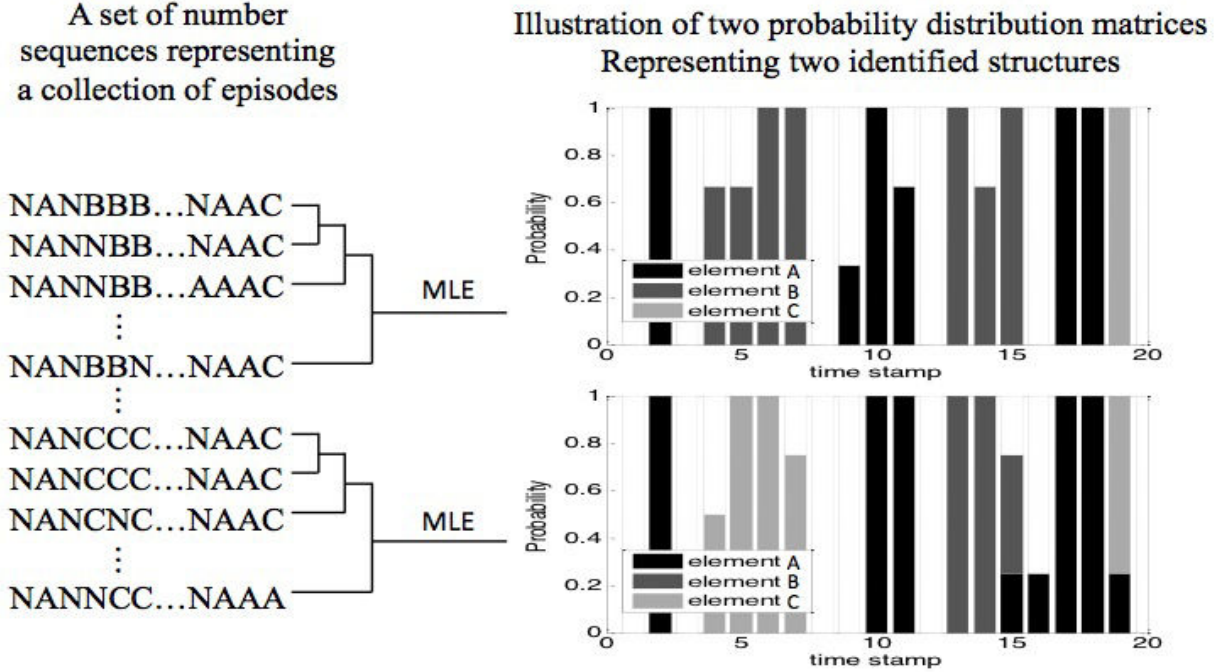 A set of number
sequences representing
a collection of episodes
Illustration of two probability distribution matrices
Representing two identified structures
NANBBB...NAAC
NANNBB...NAAC
NANNBB...AAAC
⋮
NANBBN...NAAC
⋮
NANCCC...NAAC
NANCCC...NAAC
NANCNC...NAAC
⋮
NANNCC...NAAA
MLE
MLE
Probability
1
0.8
0.6
0.4
0.2
0
element A
element B
element C
0 5 10 15 20
time stamp
Probability
1
0.8
0.6
0.4
0.2
0
element A
element B
element C
0 5 10 15 20
time stamp